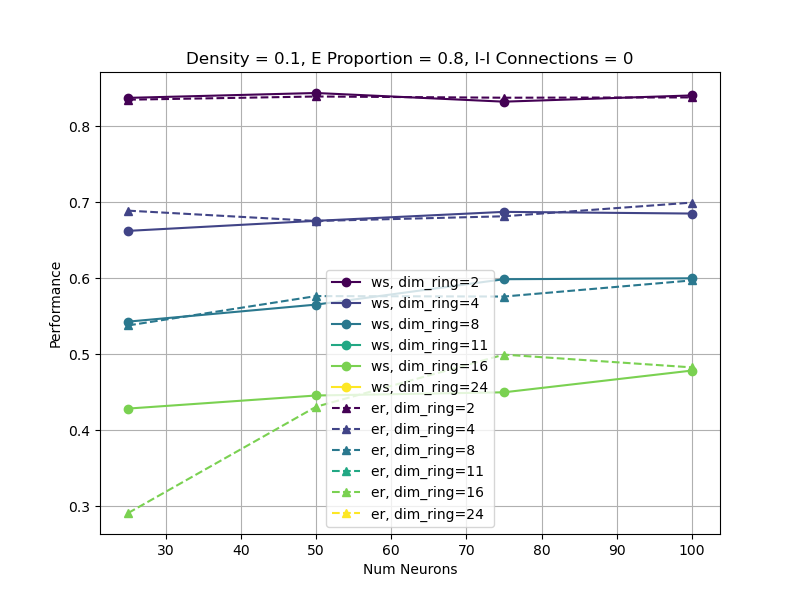 Density = 0.1, E Proportion = 0.8, I-I Connections = 0
Performance
0.8
0.7
0.6
0.5
0.4
0.3
ws, dim_ring=2
ws, dim_ring=4
ws, dim_ring=8
ws, dim_ring=11
ws, dim_ring=16
ws, dim_ring=24
er, dim_ring=2
er, dim_ring=4
er, dim_ring=8
er, dim_ring=11
er, dim_ring=16
er, dim_ring=24
30 40 50 60 70 80 90 100
Num Neurons